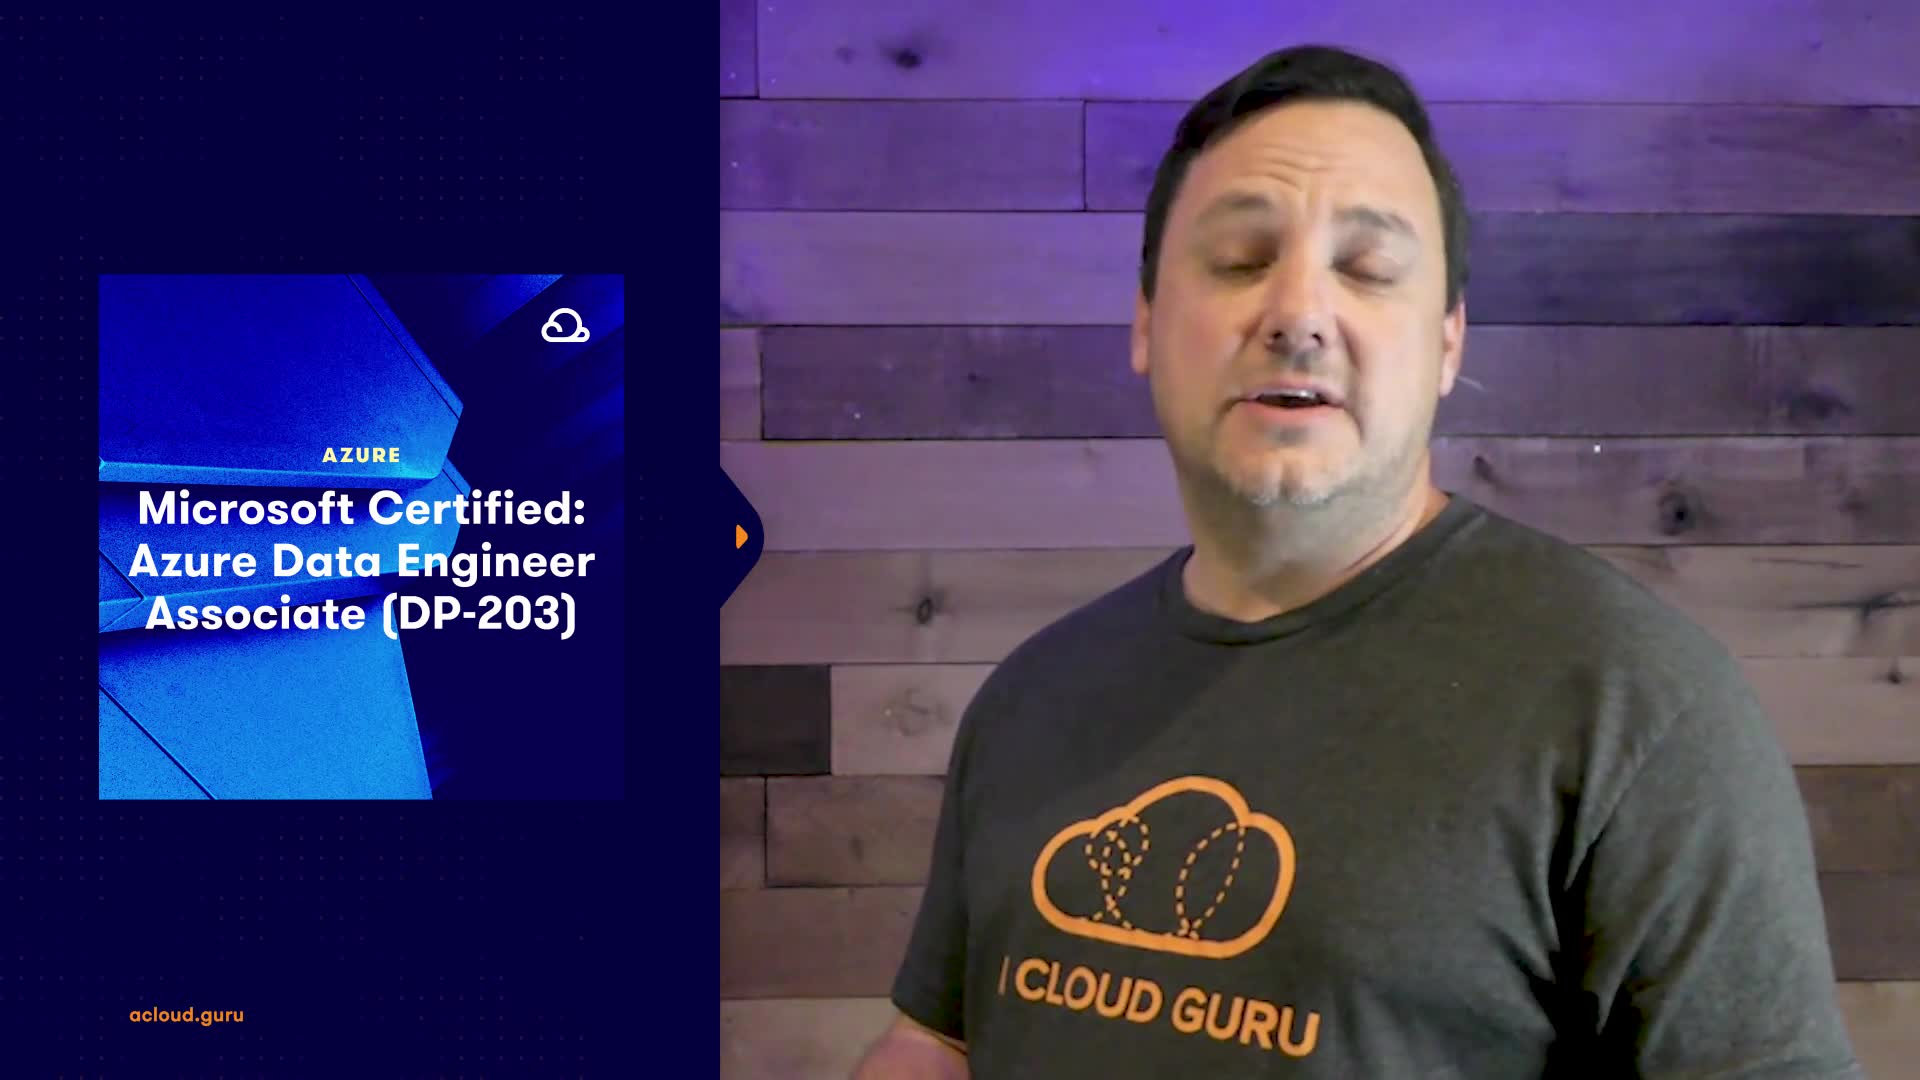 AZURE
Microsoft Certified:
Azure Data Engineer
Associate (DP-203)
acloud.guru
| CLOUD GURU